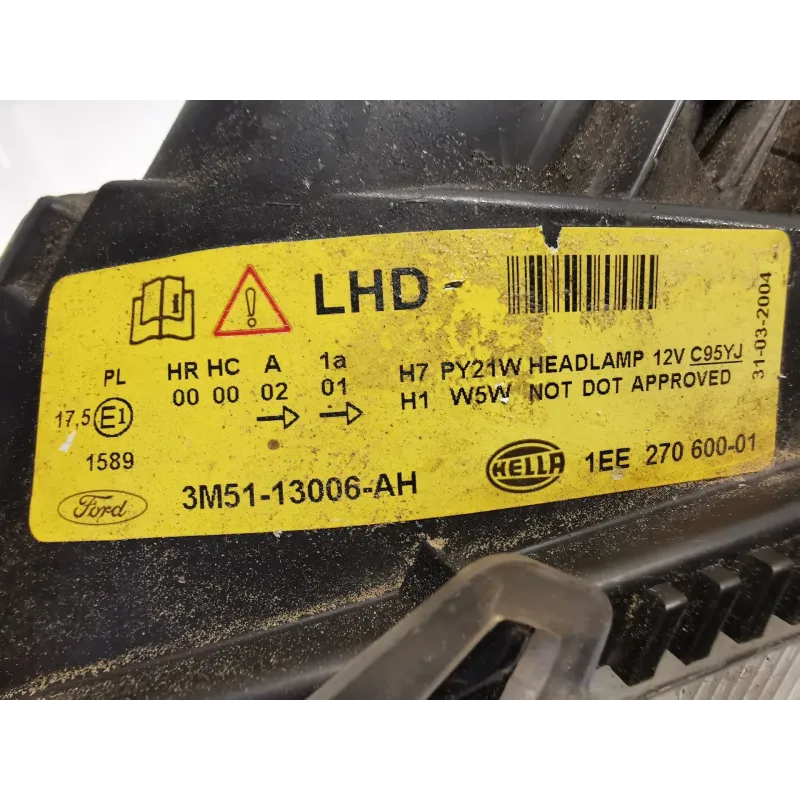 LHD
PL HR HC A 1a H7 PY21W HEADLAMP 12V C95YJ
17,5 E1 00 00 02 01 H1 W5W NOT DOT APPROVED
1589
Ford 3M51-13006-AH HELLA 1EE 270 600-01
31-03-2004